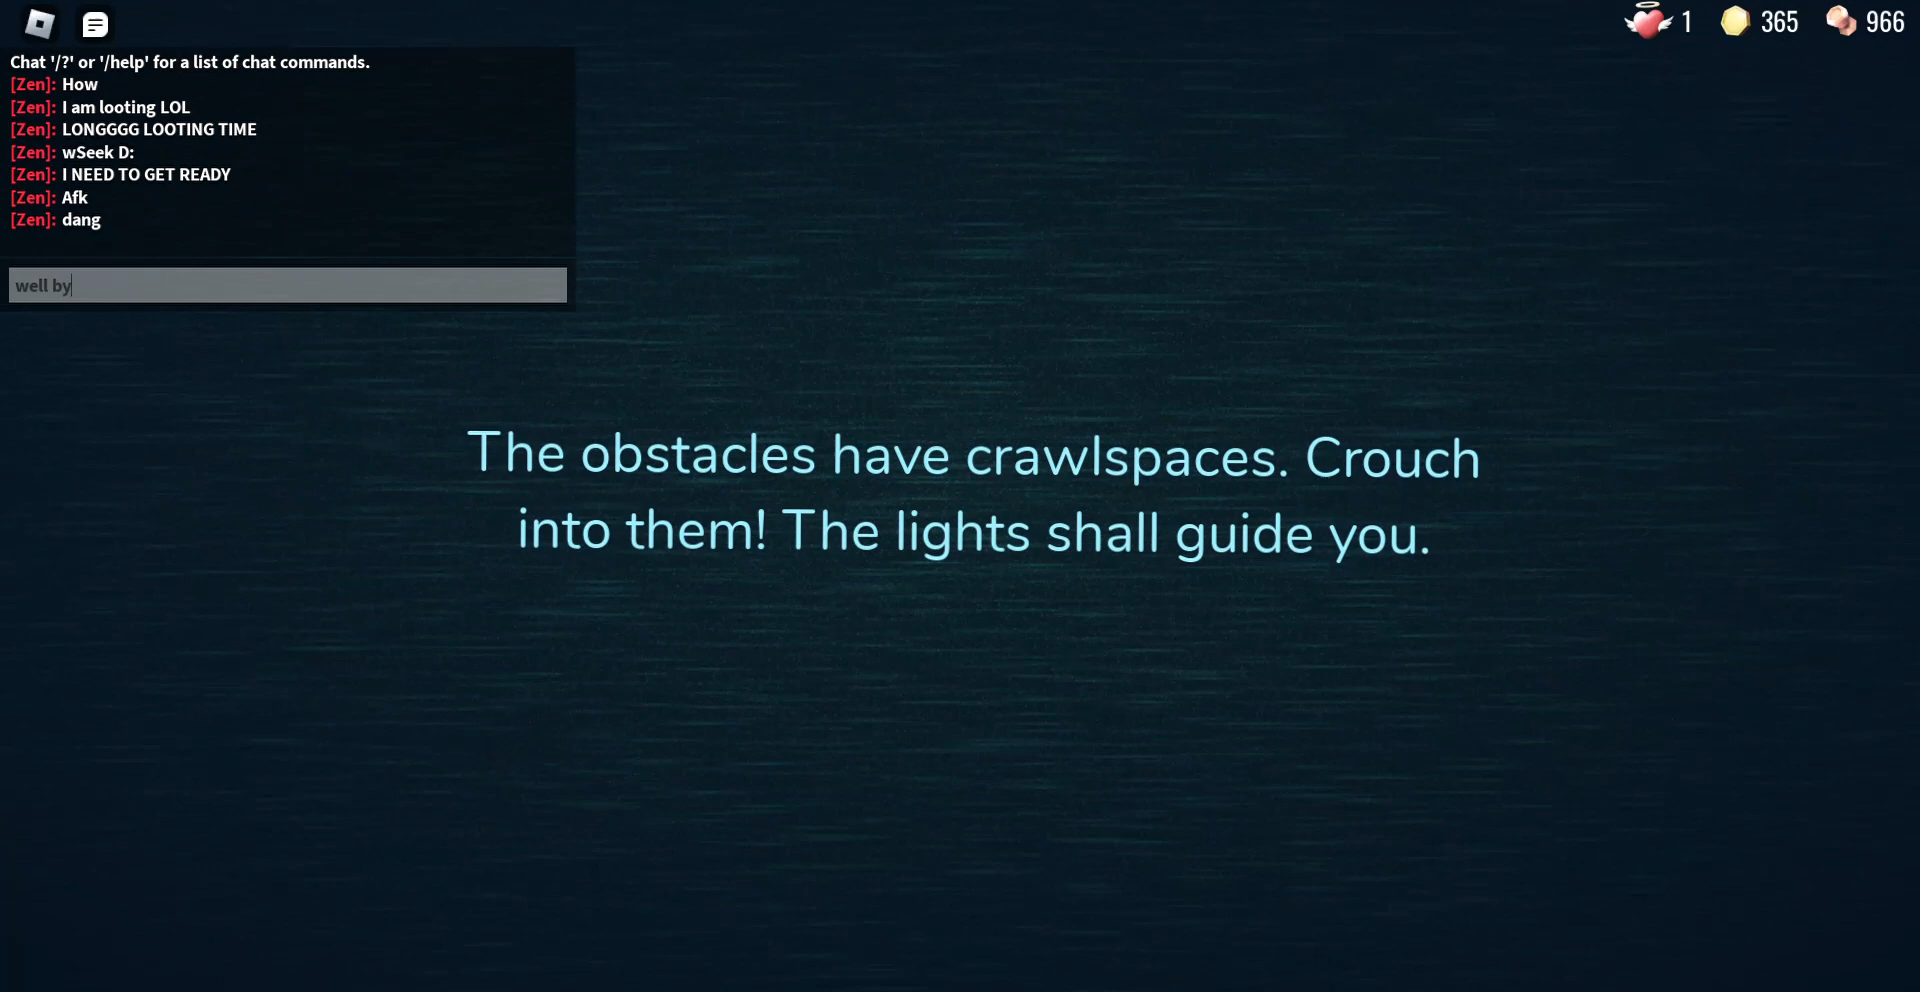 1 365 966
Chat '/?' or '/help' for a list of chat commands.
[Zen]: How
[Zen]: I am looting LOL
[Zen]: LONGGGG LOOTING TIME
[Zen]: wSeek D:
[Zen]: I NEED TO GET READY
[Zen]: Afk
[Zen]: dang
well by
The obstacles have crawlspaces. Crouch
into them! The lights shall guide you.